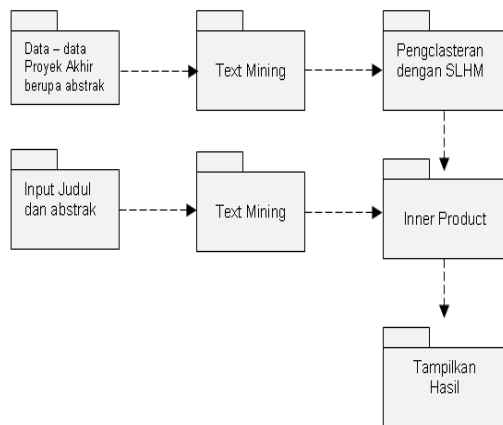 Data – data
Proyek Akhir
berupa abstrak
Text Mining
Pengclasteran
dengan SLHM
Input Judul
dan abstrak
Text Mining
Inner Product
Tampilkan
Hasil